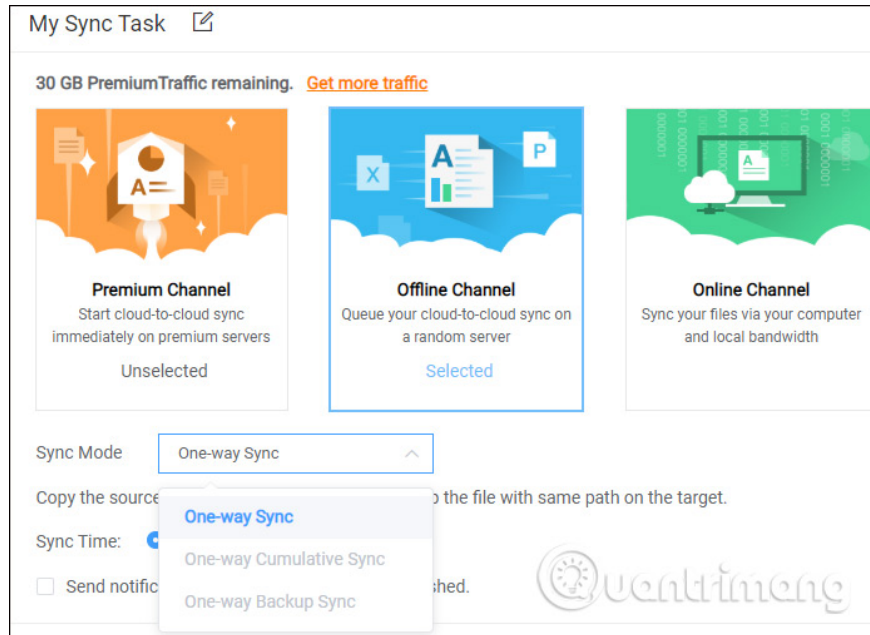 My Sync Task
30 GB PremiumTraffic remaining. Get more traffic
Premium Channel
Start cloud-to-cloud sync
immediately on premium servers
Unselected
A
X
P
Offline Channel
Queue your cloud-to-cloud sync on
a random server
Selected
A
Online Channel
Sync your files via your computer
and local bandwidth
Sync Mode One-way Sync
Copy the source the file with same path on the target.
One-way Sync
Sync Time:
One-way Cumulative Sync
Send notific shed.
One-way Backup Sync
Quantrimang